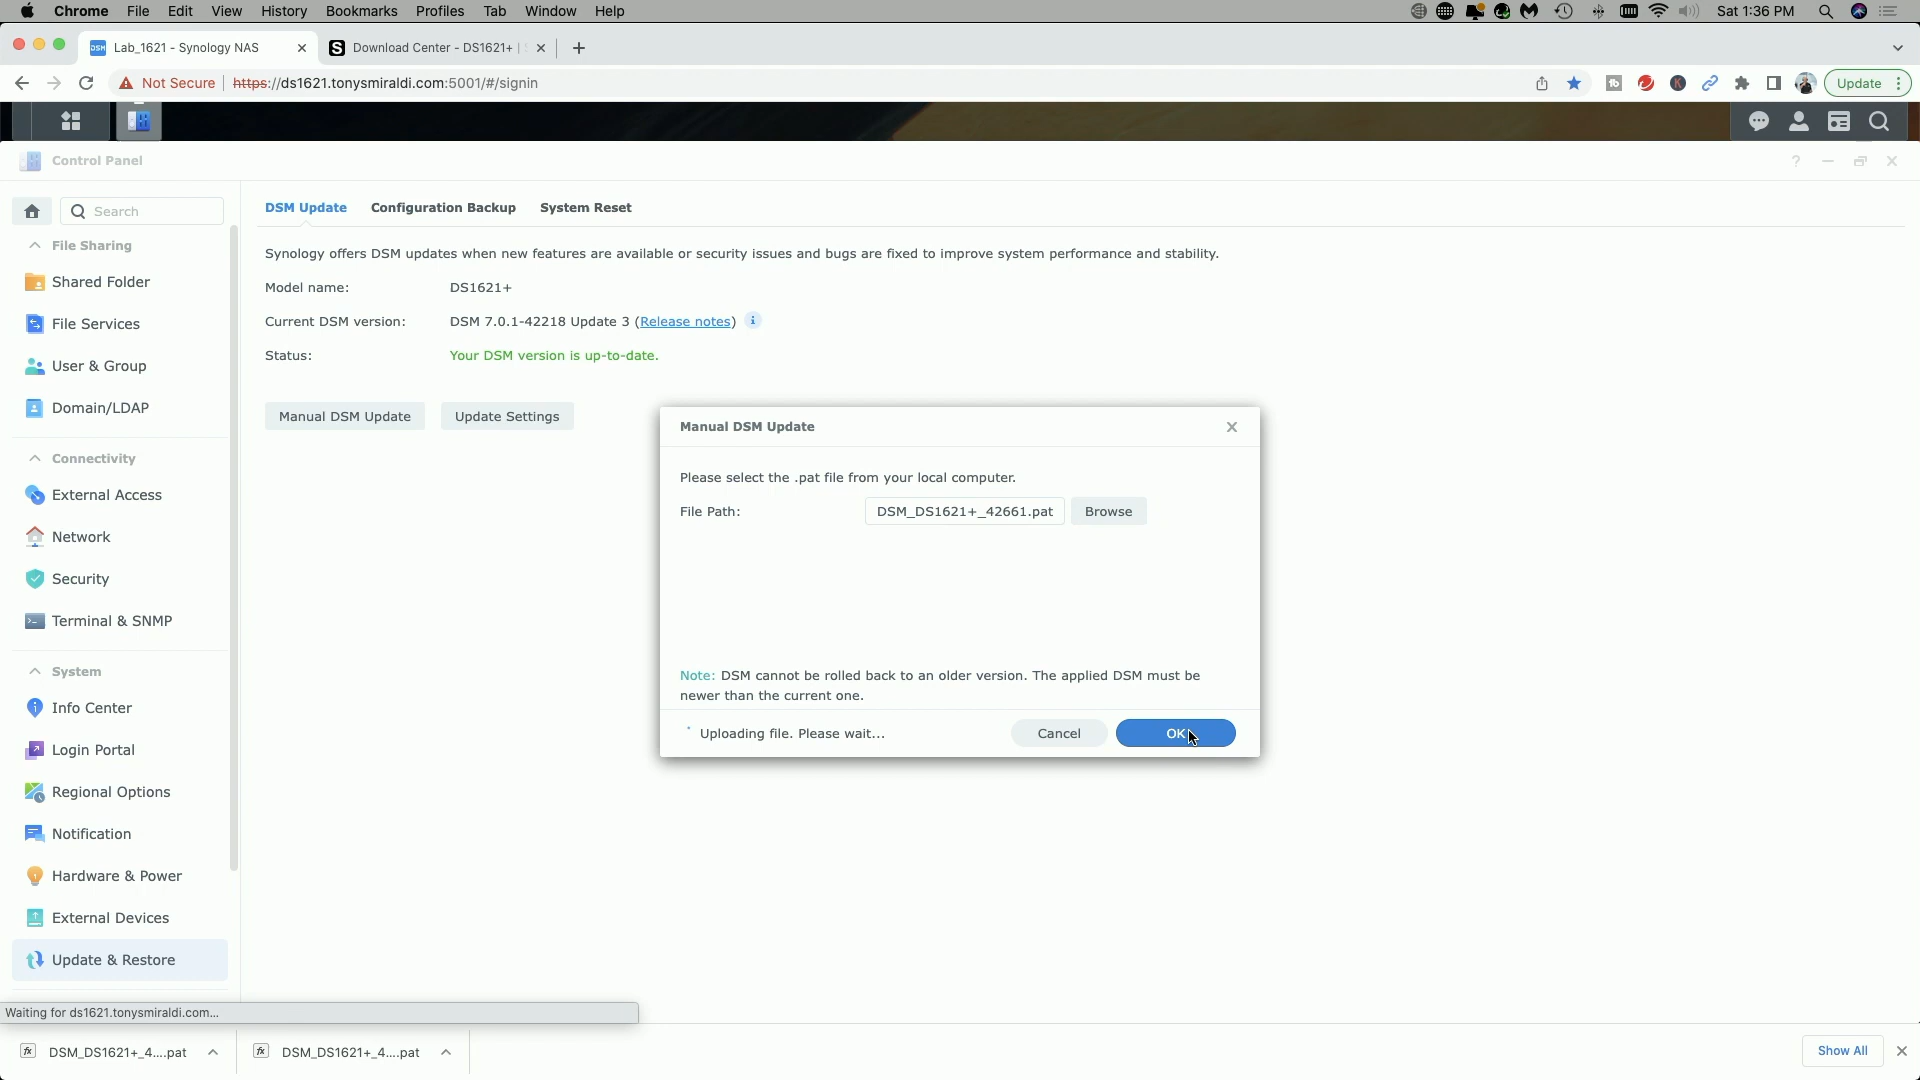 Chrome File Edit View History Bookmarks Profiles Tab Window Help Sat 1:36 PM
DSM Lab_1621 - Synology NAS
S Download Center - DS1621+ |
Not Secure https://ds1621.tonysmiraldi.com:5001/#/signin
Update
Control Panel
Search
File Sharing
Shared Folder
File Services
User & Group
Domain/LDAP
Connectivity
External Access
Network
Security
Terminal & SNMP
System
Info Center
Login Portal
Regional Options
Notification
Hardware & Power
External Devices
Update & Restore
DSM Update Configuration Backup System Reset
Synology offers DSM updates when new features are available or security issues and bugs are fixed to improve system performance and stability.
Model name: DS1621+
Current DSM version: DSM 7.0.1-42218 Update 3 (Release notes)
Status: Your DSM version is up-to-date.
Manual DSM Update Update Settings
Manual DSM Update
Please select the .pat file from your local computer.
File Path: DSM_DS1621+_42661.pat Browse
Note: DSM cannot be rolled back to an older version. The applied DSM must be
newer than the current one.
Uploading file. Please wait... Cancel OK
Waiting for ds1621.tonysmiraldi.com...
DSM_DS1621+_4....pat DSM_DS1621+_4....pat Show All